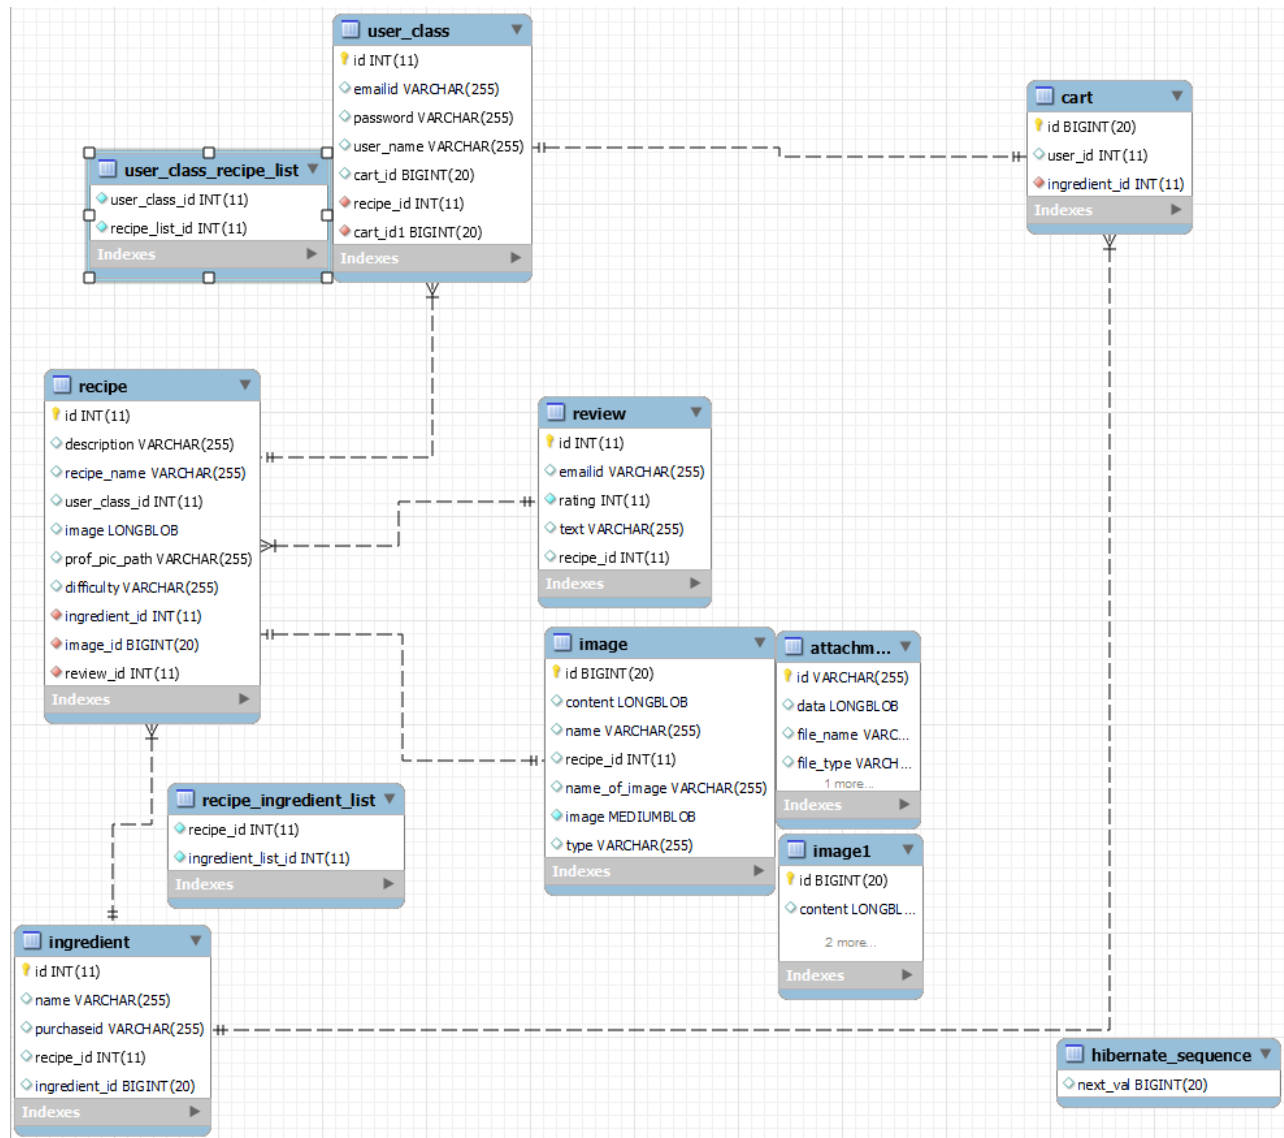 user_class
id INT(11)
emailid VARCHAR(255)
password VARCHAR(255)
user_name VARCHAR(255)
cart_id BIGINT(20)
recipe_id INT(11)
cart_id1 BIGINT(20)
Indexes
cart
id BIGINT(20)
user_id INT(11)
ingredient_id INT(11)
Indexes
user_class_recipe_list
user_class_id INT(11)
recipe_list_id INT(11)
Indexes
recipe
id INT(11)
description VARCHAR(255)
recipe_name VARCHAR(255)
user_class_id INT(11)
image LONGBLOB
prof_pic_path VARCHAR(255)
difficulty VARCHAR(255)
ingredient_id INT(11)
image_id BIGINT(20)
review_id INT(11)
Indexes
review
id INT(11)
emailid VARCHAR(255)
rating INT(11)
text VARCHAR(255)
recipe_id INT(11)
Indexes
image
id BIGINT(20)
content LONGBLOB
name VARCHAR(255)
recipe_id INT(11)
name_of_image VARCHAR(255)
image MEDIUMBLOB
type VARCHAR(255)
Indexes
attachm...
id VARCHAR(255)
data LONGBLOB
file_name VARC...
file_type VARCH...
1 more...
Indexes
recipe_ingredient_list
recipe_id INT(11)
ingredient_list_id INT(11)
Indexes
image1
id BIGINT(20)
content LONGBL...
2 more...
Indexes
ingredient
id INT(11)
name VARCHAR(255)
purchaseid VARCHAR(255)
recipe_id INT(11)
ingredient_id BIGINT(20)
Indexes
hibernate_sequence
next_val BIGINT(20)